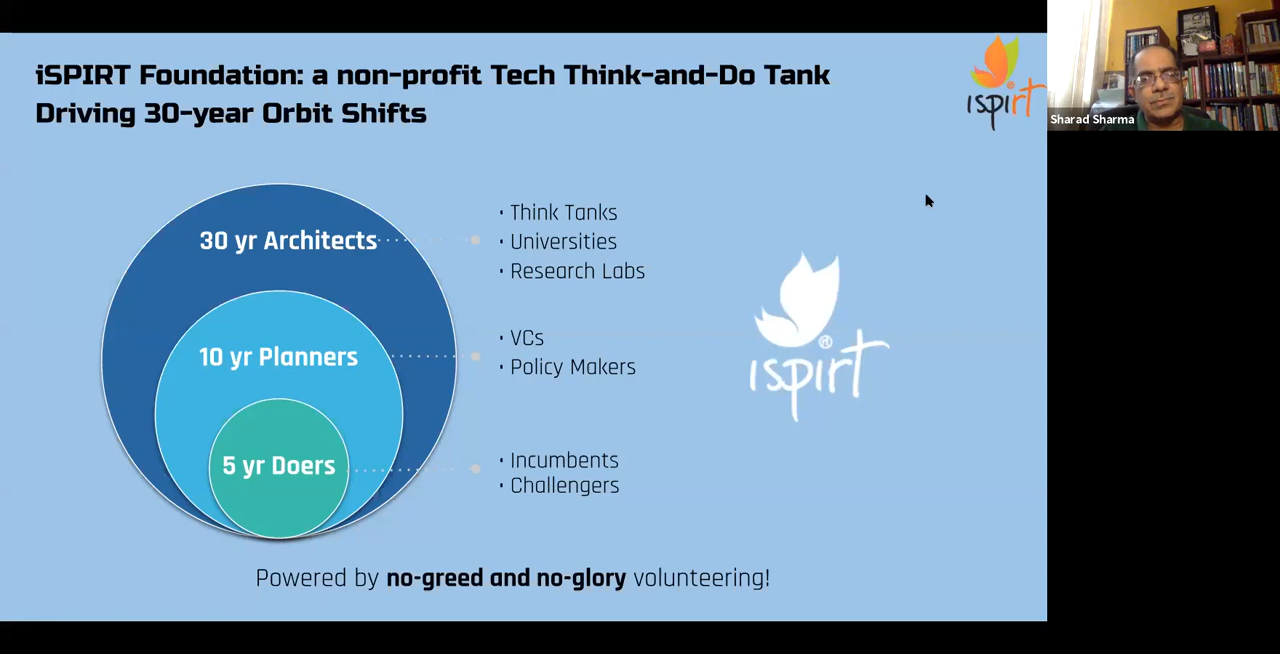 iSPIRT Foundation: a non-profit Tech Think-and-Do Tank
Driving 30-year Orbit Shifts
ispirt
Sharad Sharma
30 yr Architects
· Think Tanks
· Universities
· Research Labs
10 yr Planners
· VCs
· Policy Makers
ispirt
®
5 yr Doers
· Incumbents
· Challengers
Powered by no-greed and no-glory volunteering!